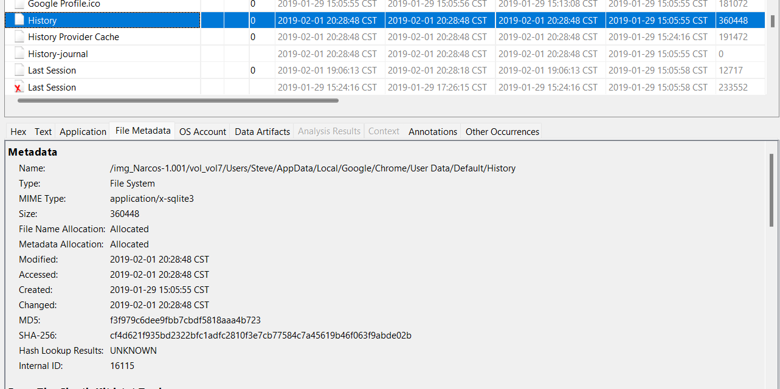 Google Profile.ico 0 2019-01-29 15:05:55 CST 2019-01-29 15:05:56 CST 2019-01-29 15:13:08 CST 2019-01-29 15:05:55 CST 181072
History 0 2019-02-01 20:28:48 CST 2019-02-01 20:28:48 CST 2019-02-01 20:28:48 CST 2019-01-29 15:05:55 CST 360448
History Provider Cache 0 2019-02-01 20:28:48 CST 2019-02-01 20:28:48 CST 2019-02-01 20:28:48 CST 2019-01-29 15:24:16 CST 191472
History-journal 2019-02-01 20:28:48 CST 2019-02-01 20:28:48 CST 2019-02-01 20:28:48 CST 2019-01-29 15:05:55 CST 0
Last Session 0 2019-02-01 19:06:13 CST 2019-02-01 20:28:18 CST 2019-02-01 19:06:13 CST 2019-01-29 15:05:58 CST 12717
Last Session 2019-01-29 15:24:16 CST 2019-01-29 17:26:15 CST 2019-01-29 15:24:16 CST 2019-01-29 15:05:58 CST 233552
Hex Text Application File Metadata OS Account Data Artifacts Analysis Results Context Annotations Other Occurrences
Metadata
Name: /img_Narcos-1.001/vol_vol7/Users/Steve/AppData/Local/Google/Chrome/User Data/Default/History
Type: File System
MIME Type: application/x-sqlite3
Size: 360448
File Name Allocation: Allocated
Metadata Allocation: Allocated
Modified: 2019-02-01 20:28:48 CST
Accessed: 2019-02-01 20:28:48 CST
Created: 2019-01-29 15:05:55 CST
Changed: 2019-02-01 20:28:48 CST
MD5: f3f979c6dee9fbb7cbdf5818aaa4b723
SHA-256: cf4d621f935bd2322bfc1adfc2810f3e7cb77584c7a45619b46f063f9abde02b
Hash Lookup Results: UNKNOWN
Internal ID: 16115